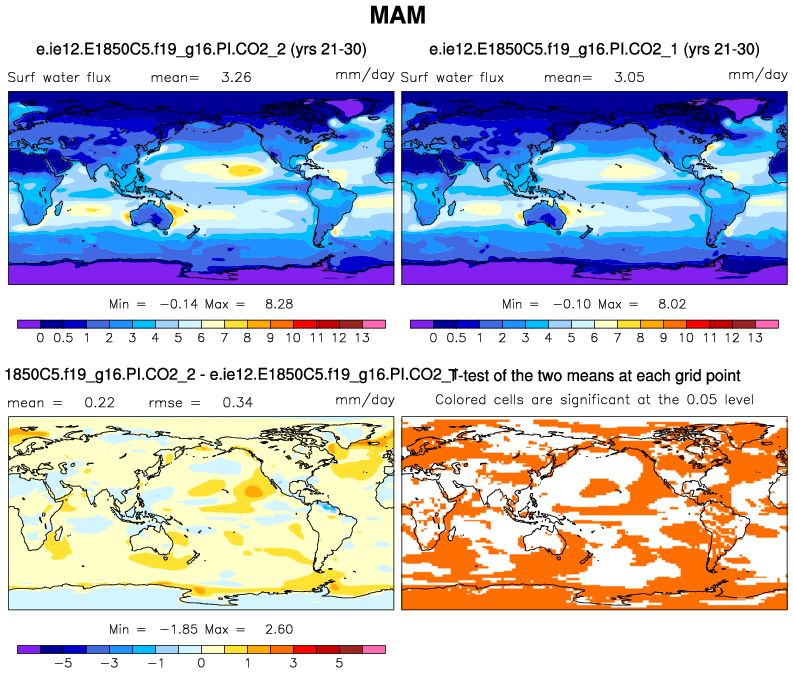 MAM
e.ie12.E1850C5.f19_g16.PI.CO2_2 (yrs 21-30)
Surf water flux mean= 3.26 mm/day
Min = −0.14 Max = 8.28
0 0.5 1 2 3 4 5 6 7 8 9 10 11 12 13
e.ie12.E1850C5.f19_g16.PI.CO2_1 (yrs 21-30)
Surf water flux mean= 3.05 mm/day
Min = −0.10 Max = 8.02
0 0.5 1 2 3 4 5 6 7 8 9 10 11 12 13
1850C5.f19_g16.PI.CO2_2 - e.ie12.E1850C5.f19_g16.PI.CO2_1
mean = 0.22 rmse = 0.34 mm/day
Min = −1.85 Max = 2.60
−5 −3 −1 0 1 3 5
T-test of the two means at each grid point
Colored cells are significant at the 0.05 level